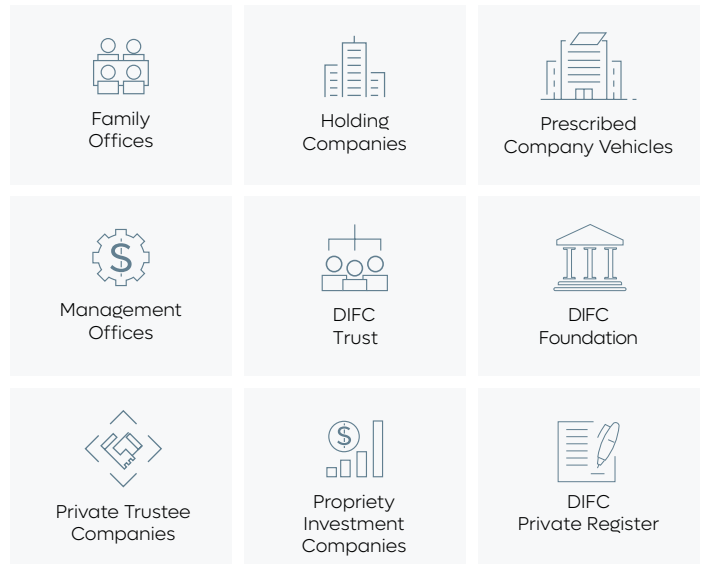 Family
Offices
Holding
Companies
Prescribed
Company Vehicles
Management
Offices
DIFC
Trust
DIFC
Foundation
Private Trustee
Companies
Propriety
Investment
Companies
DIFC
Private Register